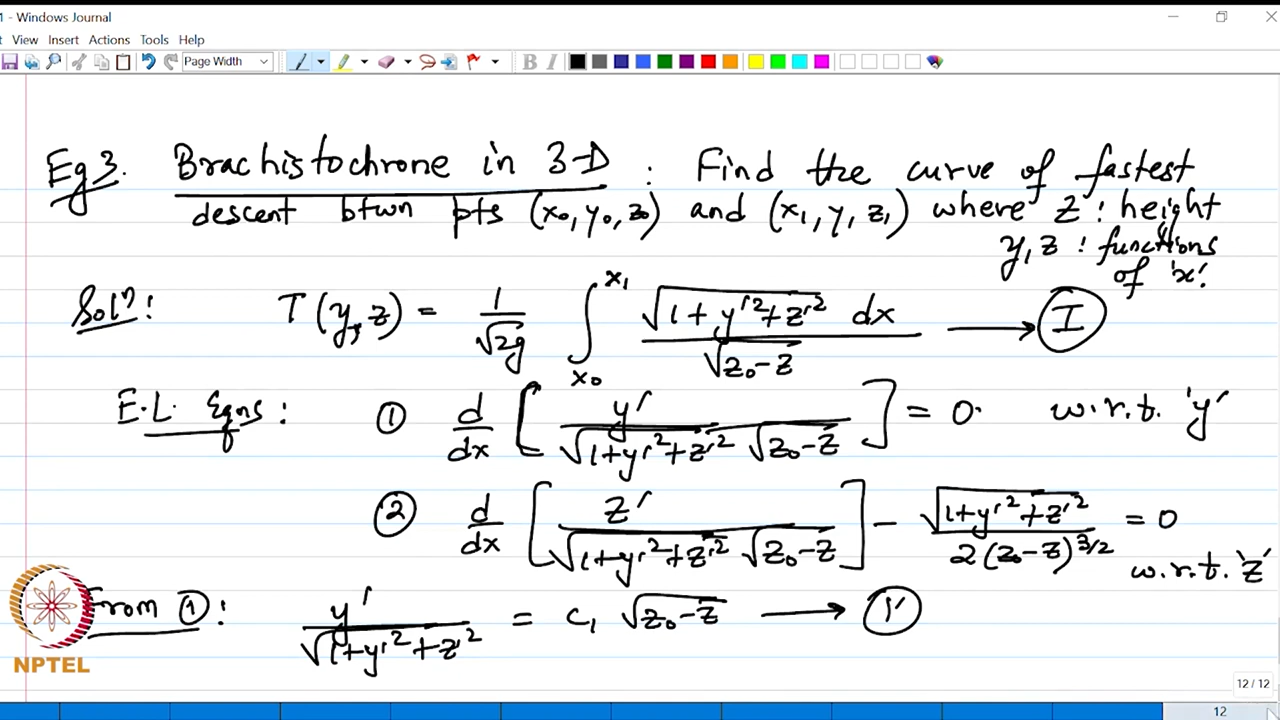 1 - Windows Journal
t View Insert Actions Tools Help
Page Width
B I
Eg 3. Brachistochrone in 3-D : Find the curve of fastest
descent btwn pts (x₀, y₀, z₀) and (x₁, y, z₁) where z : height
y, z : functions
of 'x'.
Solⁿ: T(y, z) = 1/√2g ∫_{x₀}^{x₁} √(1+y'²+z'²) dx / √(z₀-z) → I
E.L. Eqns : ① d/dx [ y' / (√(1+y'²+z'²) √(z₀-z)) ] = 0. w.r.t. 'y'
② d/dx [ z' / (√(1+y'²+z'²) √(z₀-z)) ] - √(1+y'²+z'²) / 2(z₀-z)^{3/2} = 0
w.r.t. 'z'
From ①: y' / √(1+y'²+z'²) = c₁ √(z₀-z) → 1'
NPTEL
12 / 12
12